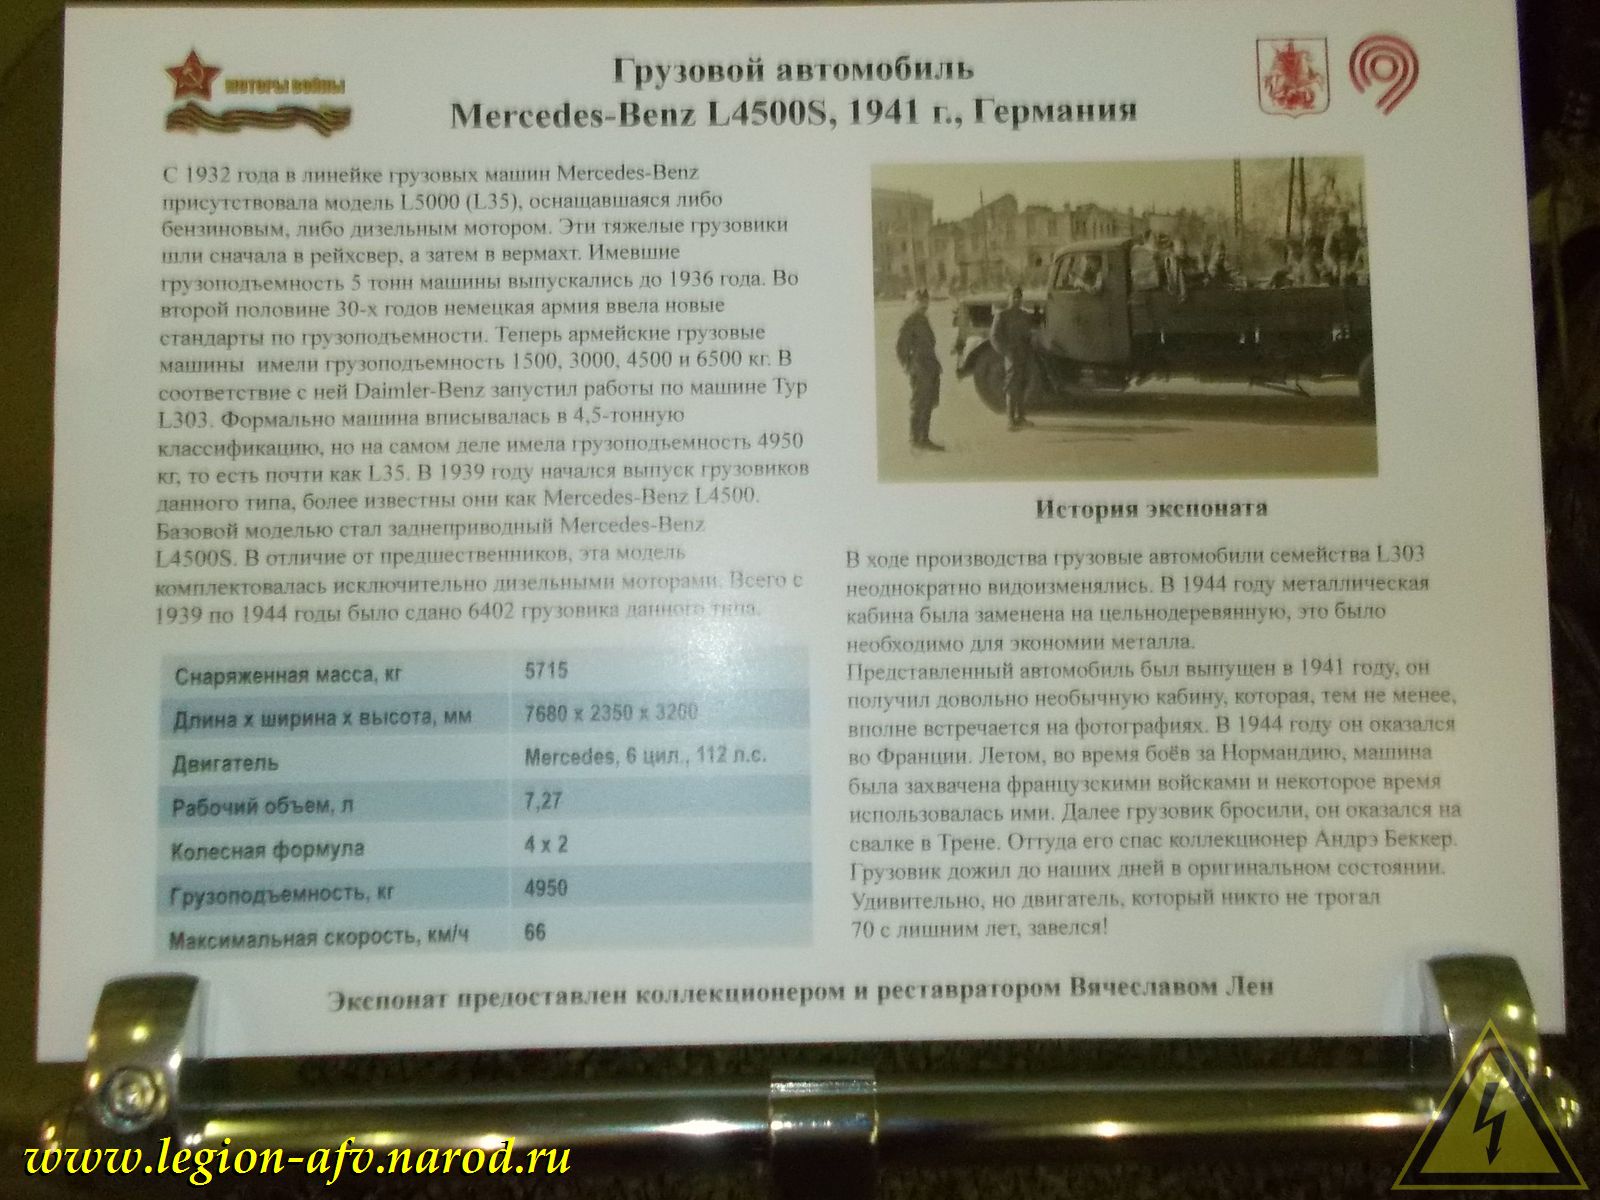 МОТОРЫ ВОЙНЫ
Грузовой автомобиль
Mercedes-Benz L4500S, 1941 г., Германия
С 1932 года в линейке грузовых машин Mercedes-Benz
присутствовала модель L5000 (L35), оснащавшаяся либо
бензиновым, либо дизельным мотором. Эти тяжелые грузовики
шли сначала в рейхсвер, а затем в вермахт. Имевшие
грузоподъемность 5 тонн машины выпускались до 1936 года. Во
второй половине 30-х годов немецкая армия ввела новые
стандарты по грузоподъемности. Теперь армейские грузовые
машины имели грузоподъемность 1500, 3000, 4500 и 6500 кг. В
соответствие с ней Daimler-Benz запустил работы по машине Typ
L303. Формально машина вписывалась в 4,5-тонную
классификацию, но на самом деле имела грузоподъемность 4950
кг, то есть почти как L35. В 1939 году начался выпуск грузовиков
данного типа, более известны они как Mercedes-Benz L4500.
Базовой моделью стал заднеприводный Mercedes-Benz
L4500S. В отличие от предшественников, эта модель
комплектовалась исключительно дизельными моторами. Всего с
1939 по 1944 годы было сдано 6402 грузовика данного типа.
Снаряженная масса, кг 5715
Длина х ширина х высота, мм 7680 х 2350 х 3200
Двигатель Mercedes, 6 цил., 112 л.с.
Рабочий объем, л 7,27
Колесная формула 4 х 2
Грузоподъемность, кг 4950
Максимальная скорость, км/ч 66
История экспоната
В ходе производства грузовые автомобили семейства L303
неоднократно видоизменялись. В 1944 году металлическая
кабина была заменена на цельнодеревянную, это было
необходимо для экономии металла.
Представленный автомобиль был выпущен в 1941 году, он
получил довольно необычную кабину, которая, тем не менее,
вполне встречается на фотографиях. В 1944 году он оказался
во Франции. Летом, во время боёв за Нормандию, машина
была захвачена французскими войсками и некоторое время
использовалась ими. Далее грузовик бросили, он оказался на
свалке в Трене. Оттуда его спас коллекционер Андрэ Беккер.
Грузовик дожил до наших дней в оригинальном состоянии.
Удивительно, но двигатель, который никто не трогал
70 с лишним лет, завелся!
Экспонат предоставлен коллекционером и реставратором Вячеславом Лен
www.legion-afv.narod.ru